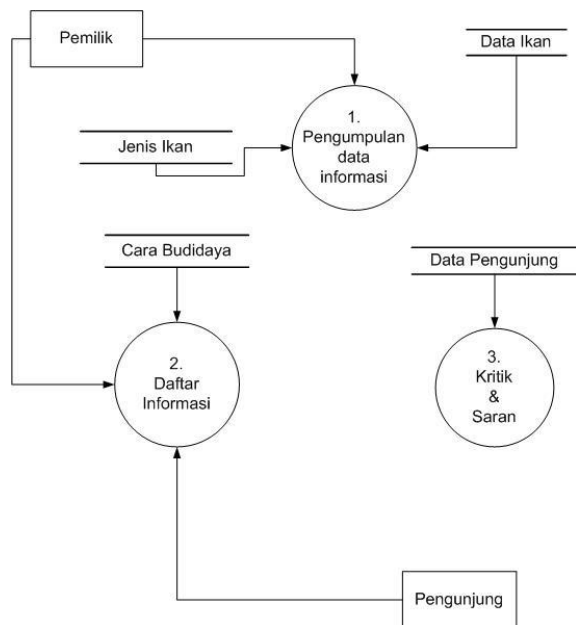 Pemilik
Data Ikan
1.
Pengumpulan
data
informasi
Jenis Ikan
Cara Budidaya
Data Pengunjung
2.
Daftar
Informasi
3.
Kritik
&
Saran
Pengunjung